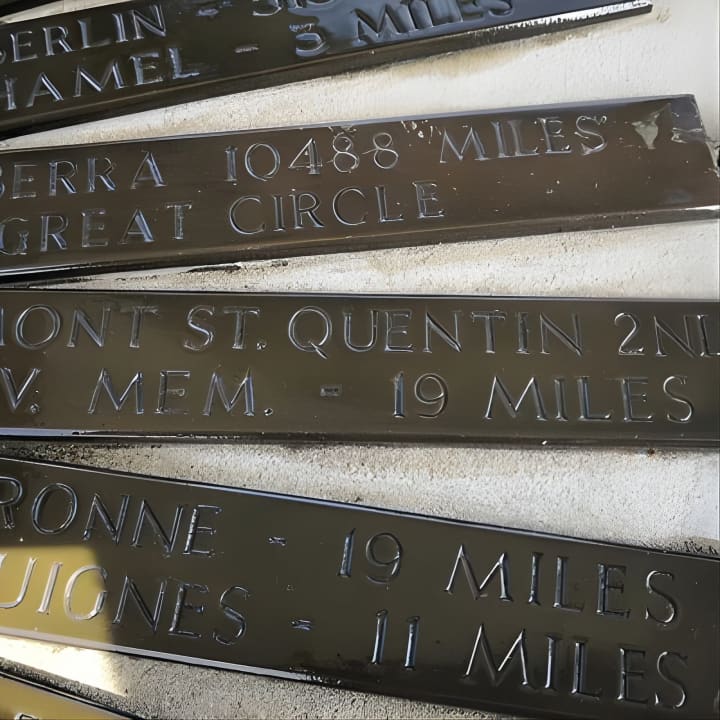 BERLIN - 518
HAMEL - 3 MILES
BERRA 10488 MILES
GREAT CIRCLE
MONT ST. QUENTIN 2ND
V. MEM. - 19 MILES
RONNE - 19 MILES
UIGNES - 11 MILES